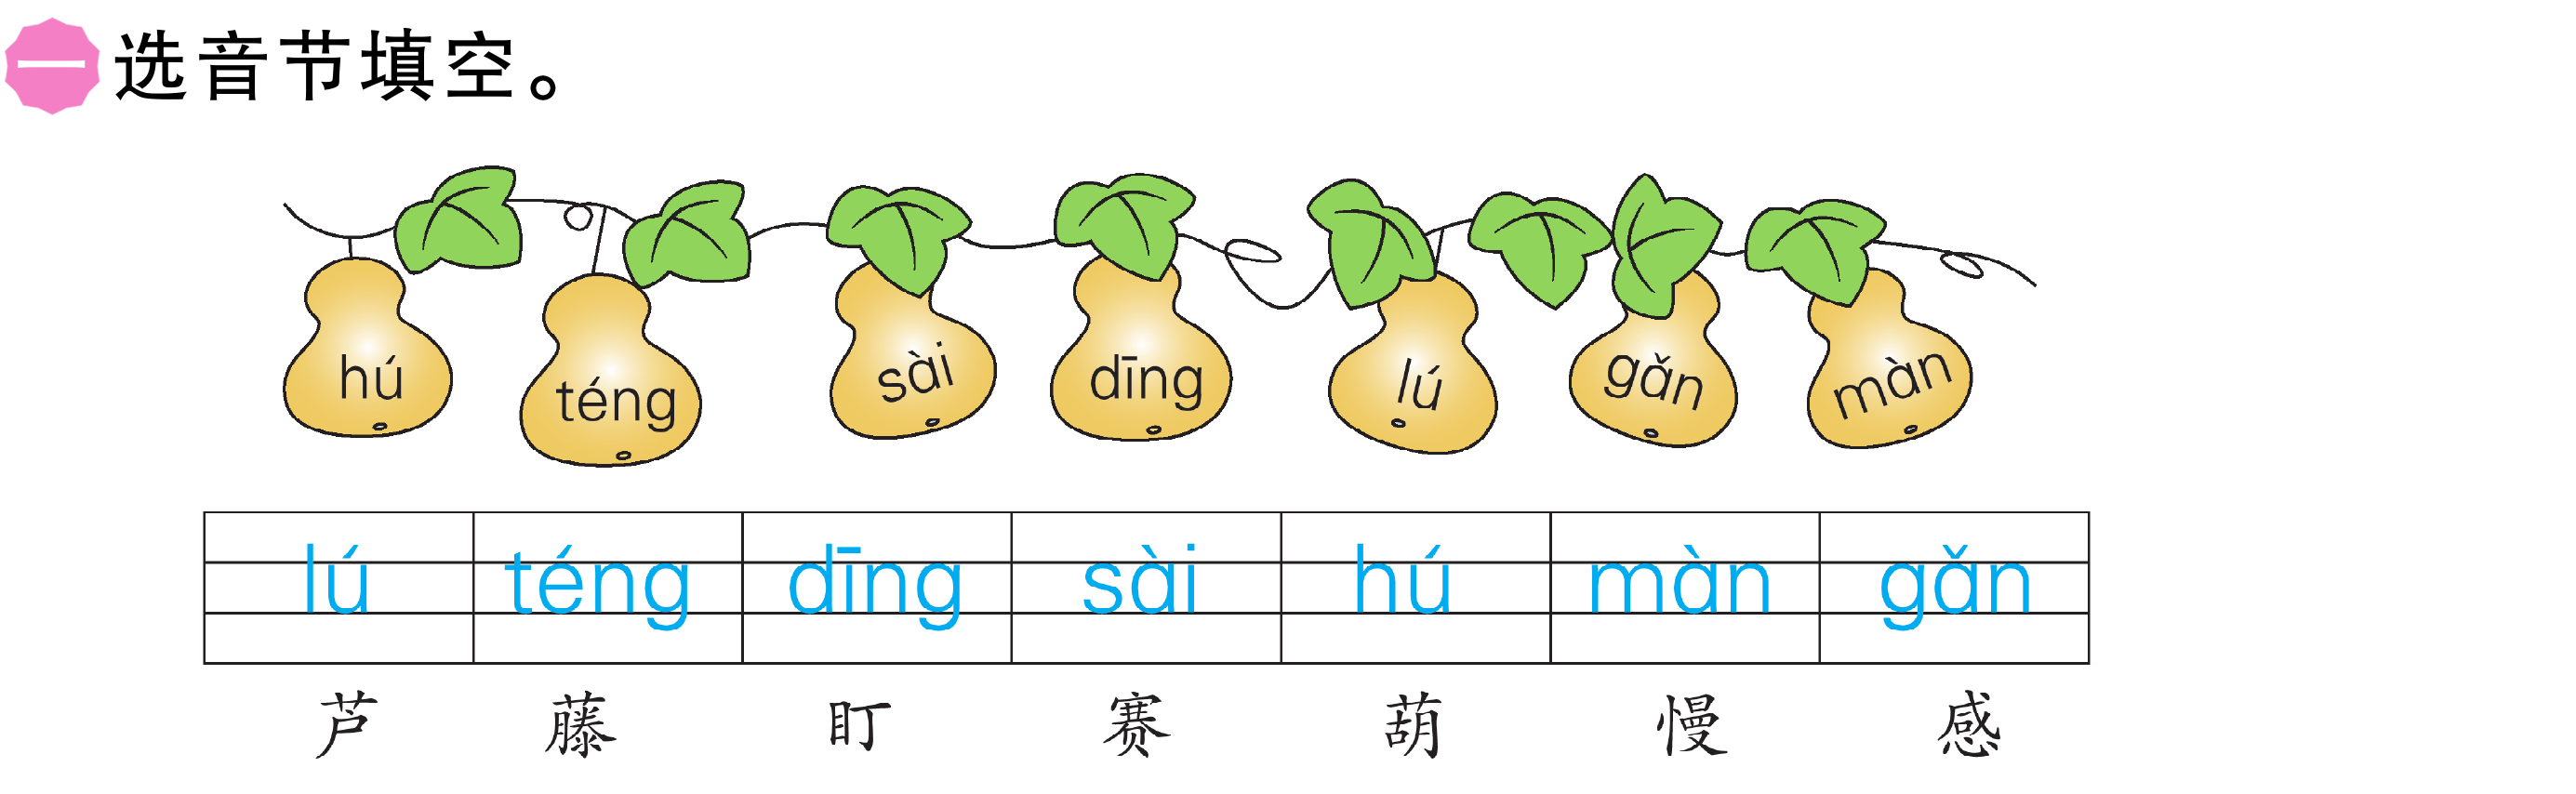 一 选音节填空。
hú téng sài dīng lú gǎn màn
lú téng dīng sài hú màn gǎn
芦 藤 盯 赛 葫 慢 感